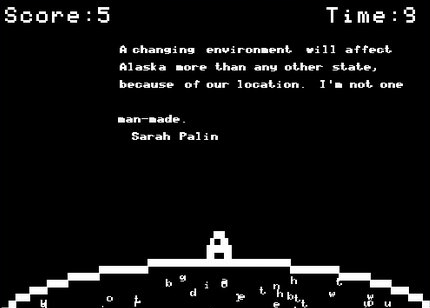 Score:5 Time:9
A changing environment will affect
Alaska more than any other state,
because of our location. I'm not one
man-made.
Sarah Palin